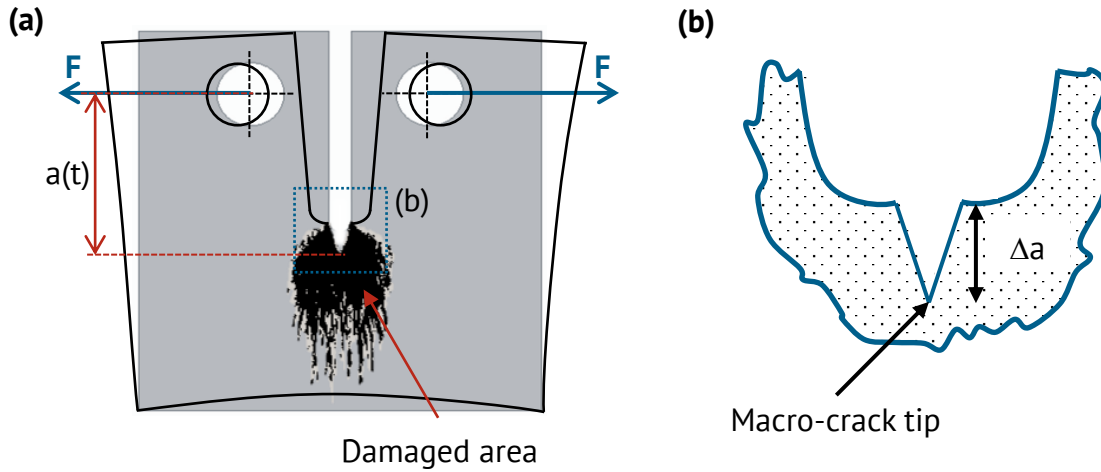 (a)
F
F
a(t)
(b)
Damaged area
(b)
Δa
Macro-crack tip